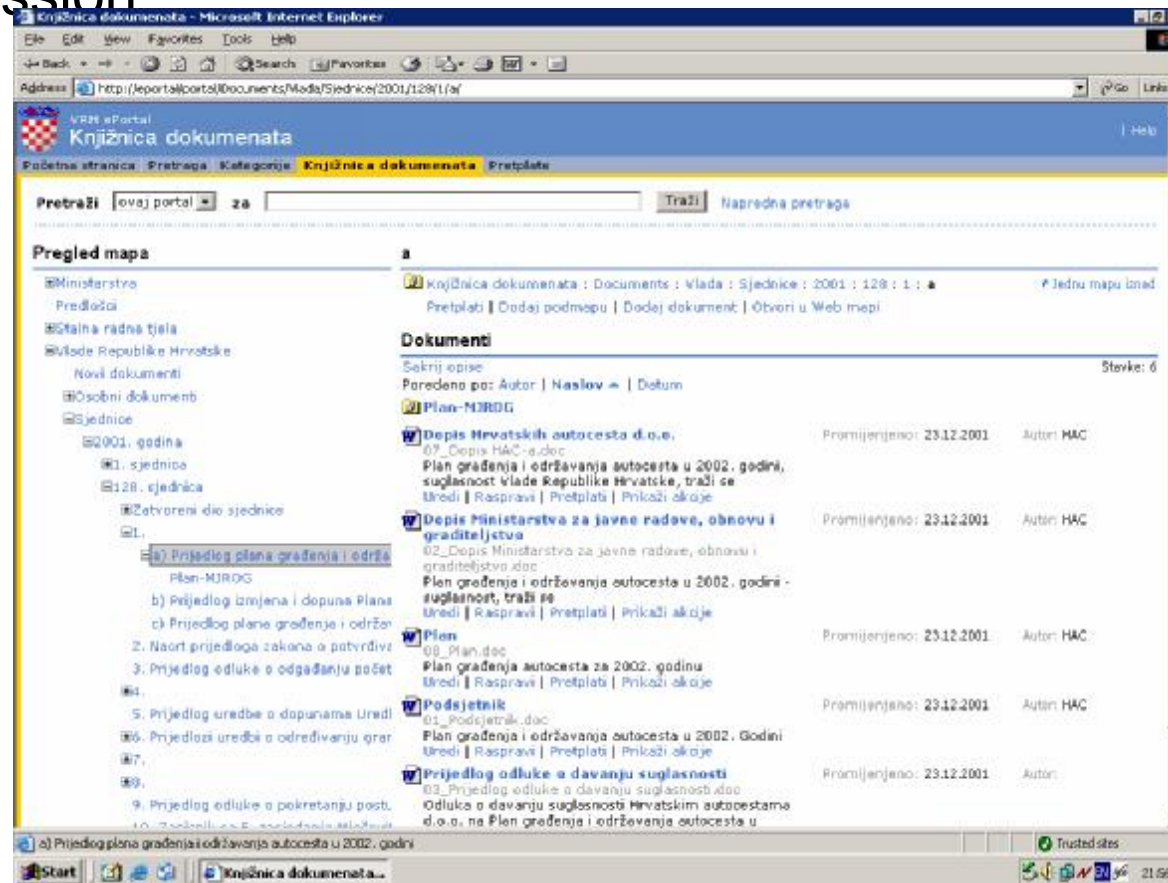 ssion
Knjižnica dokumenata - Microsoft Internet Explorer
File Edit View Favorites Tools Help
Back Search Favorites
Address http://eportal/portal/Documents/Vlada/Sjednice/2001/128/1/a/ Go Links
VRH ePortal
Knjižnica dokumenata
Help
Početna stranica Pretraga Kategorije Knjižnica dokumenata Pretplate
Pretraži ovaj portal za Traži Napredna pretraga
Pregled mapa
Ministarstva
Predlošci
Stalna radna tjela
Vlade Republike Hrvatske
Novi dokumenti
Osobni dokumenti
Sjednice
2001. godina
1. sjednica
128. sjednica
Zatvoreni dio sjednice
1.
a) Prijedlog plana građenja i održa
Plan-MJROG
b) Prijedlog izmjena i dopuna Plana
c) Prijedlog plana građenja i održav
2. Nacrt prijedloga zakona o potvrđiva
3. Prijedlog odluke o odgađanju počet
4.
5. Prijedlog uredbe o dopunama Uredb
6. Prijedlozi uredbi o određivanju gran
7.
8.
9. Prijedlog odluke o pokretanju postu
a
Knjižnica dokumenata : Documents : Vlada : Sjednice : 2001 : 128 : 1 : a
Jednu mapu iznad
Pretplati | Dodaj podmapu | Dodaj dokument | Otvori u Web mapi
Dokumenti
Sakrij opise
Stavke: 6
Poredano po: Autor | Naslov | Datum
Plan-MJROG
Dopis Hrvatskih autocesta d.o.o. Promijenjeno: 23.12.2001 Autor: HAC
07_Dopis HAC-a.doc
Plan građenja i održavanja autocesta u 2002. godini,
suglasnost Vlade Republike Hrvatske, traži se
Uredi | Raspravi | Pretplati | Prikaži akcije
Dopis Ministarstva za javne radove, obnovu i Promijenjeno: 23.12.2001 Autor: HAC
graditeljstvo
02_Dopis Ministarstva za javne radove, obnovu i
graditeljstvo.doc
Plan građenja i održavanja autocesta u 2002. godini -
suglasnost, traži se
Uredi | Raspravi | Pretplati | Prikaži akcije
Plan Promijenjeno: 23.12.2001 Autor: HAC
08_Plan.doc
Plan građenja autocesta za 2002. godinu
Uredi | Raspravi | Pretplati | Prikaži akcije
Podsjetnik Promijenjeno: 23.12.2001 Autor: HAC
01_Podsjetnik.doc
Plan građenja i održavanja autocesta u 2002. Godini
Uredi | Raspravi | Pretplati | Prikaži akcije
Prijedlog odluke o davanju suglasnosti Promijenjeno: 23.12.2001 Autor:
03_Prijedlog odluke o davanju suglasnosti.doc
Odluka o davanju suglasnosti Hrvatskim autocestama
d.o.o. na Plan građenja i održavanja autocesta u
a) Prijedlog plana građenja i održavanja autocesta u 2002. godini
Trusted sites
Start Knjižnica dokumenata... EN